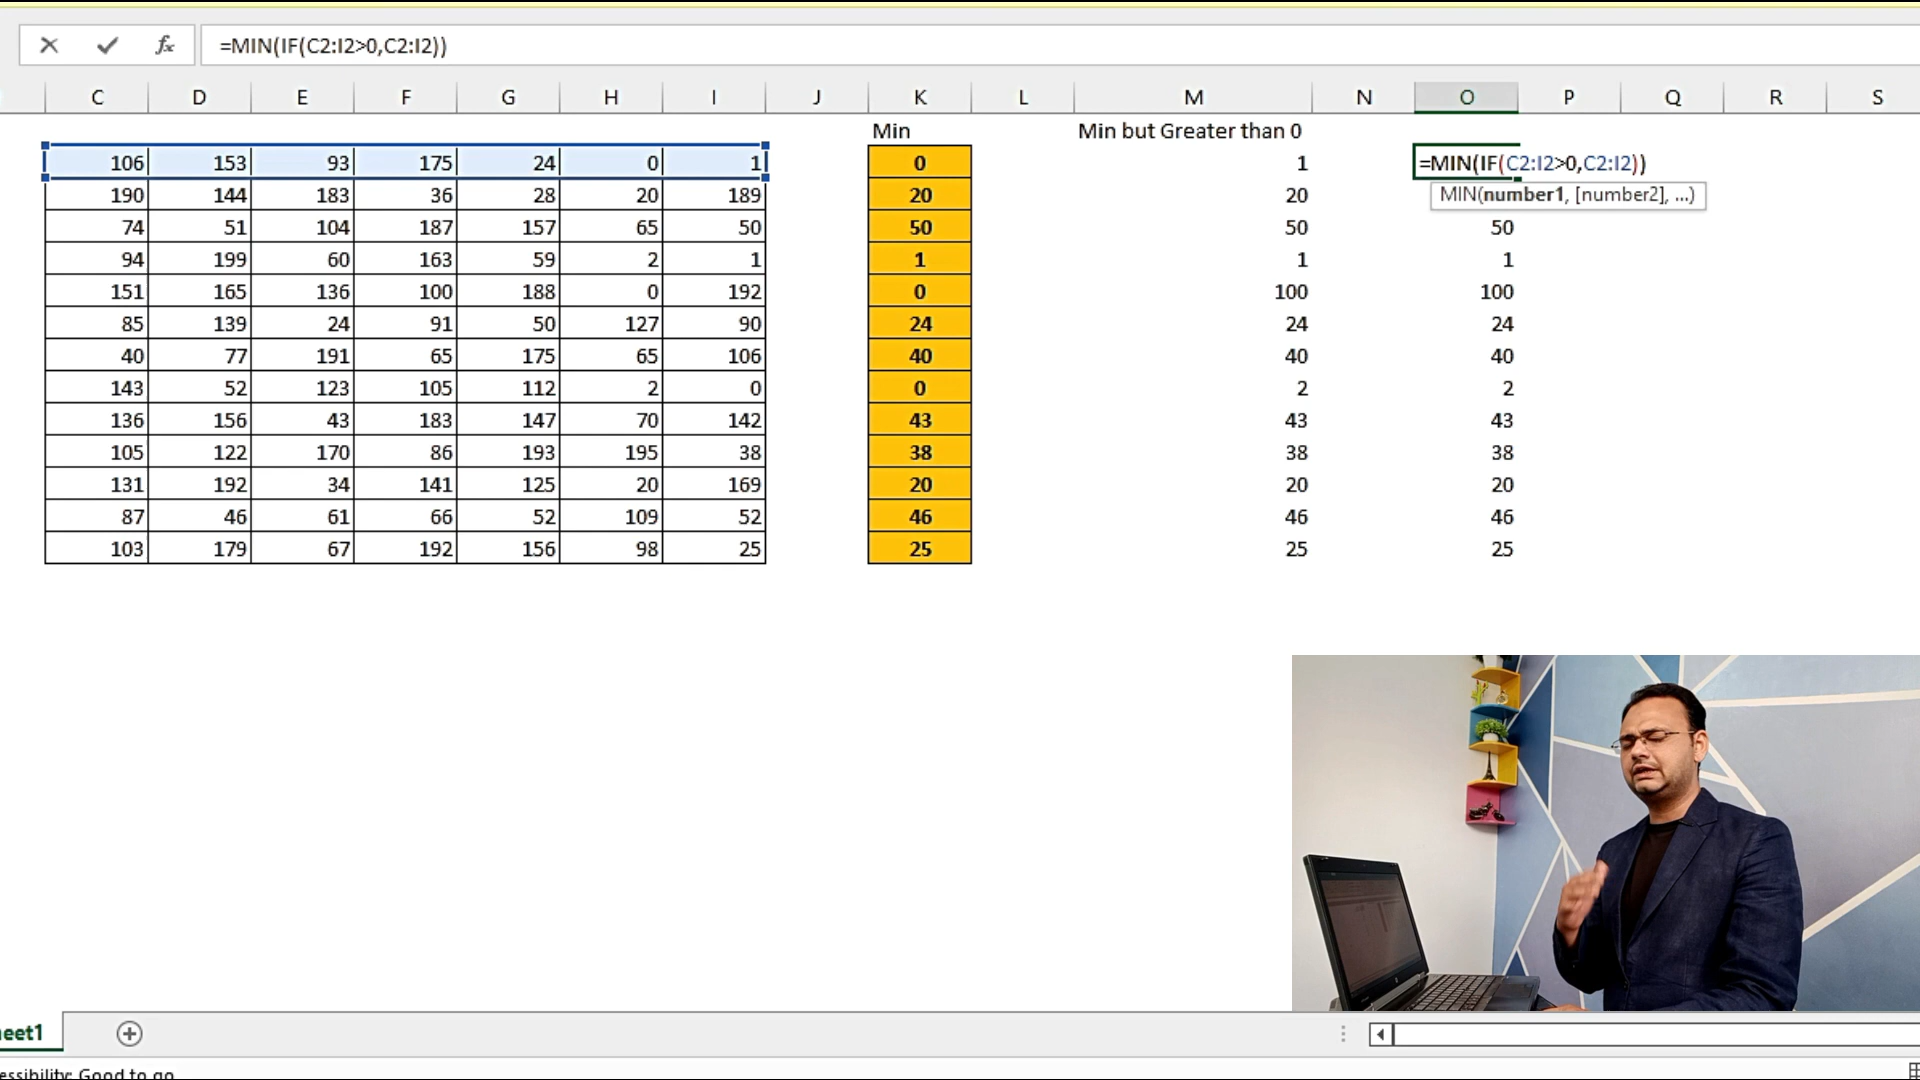 =MIN(IF(C2:I2>0,C2:I2))
C D E F G H I J K L M N O P Q R S
Min Min but Greater than 0
106 153 93 175 24 0 1 0 1 =MIN(IF(C2:I2>0,C2:I2))
190 144 183 36 28 20 189 20 20 MIN(number1, [number2], ...)
74 51 104 187 157 65 50 50 50 50
94 199 60 163 59 2 1 1 1 1
151 165 136 100 188 0 192 0 100 100
85 139 24 91 50 127 90 24 24 24
40 77 191 65 175 65 106 40 40 40
143 52 123 105 112 2 0 0 2 2
136 156 43 183 147 70 142 43 43 43
105 122 170 86 193 195 38 38 38 38
131 192 34 141 125 20 169 20 20 20
87 46 61 66 52 109 52 46 46 46
103 179 67 192 156 98 25 25 25 25
eet1
essibility: Good to go